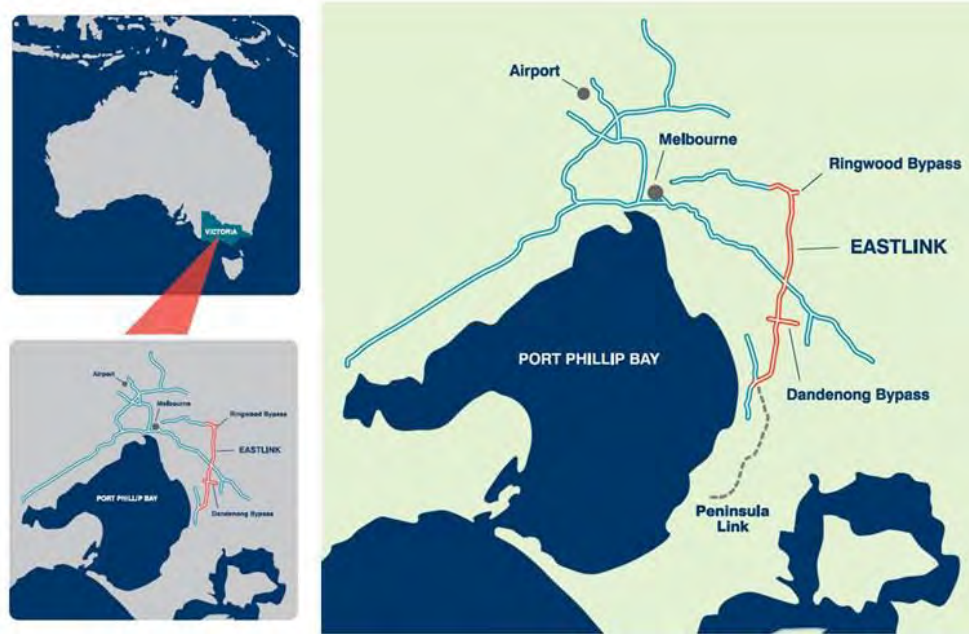 VICTORIA
Airport
Melbourne
Ringwood Bypass
EASTLINK
PORT PHILLIP BAY
Dandenong Bypass
Airport
Melbourne
Ringwood Bypass
EASTLINK
PORT PHILLIP BAY
Dandenong Bypass
Peninsula
Link